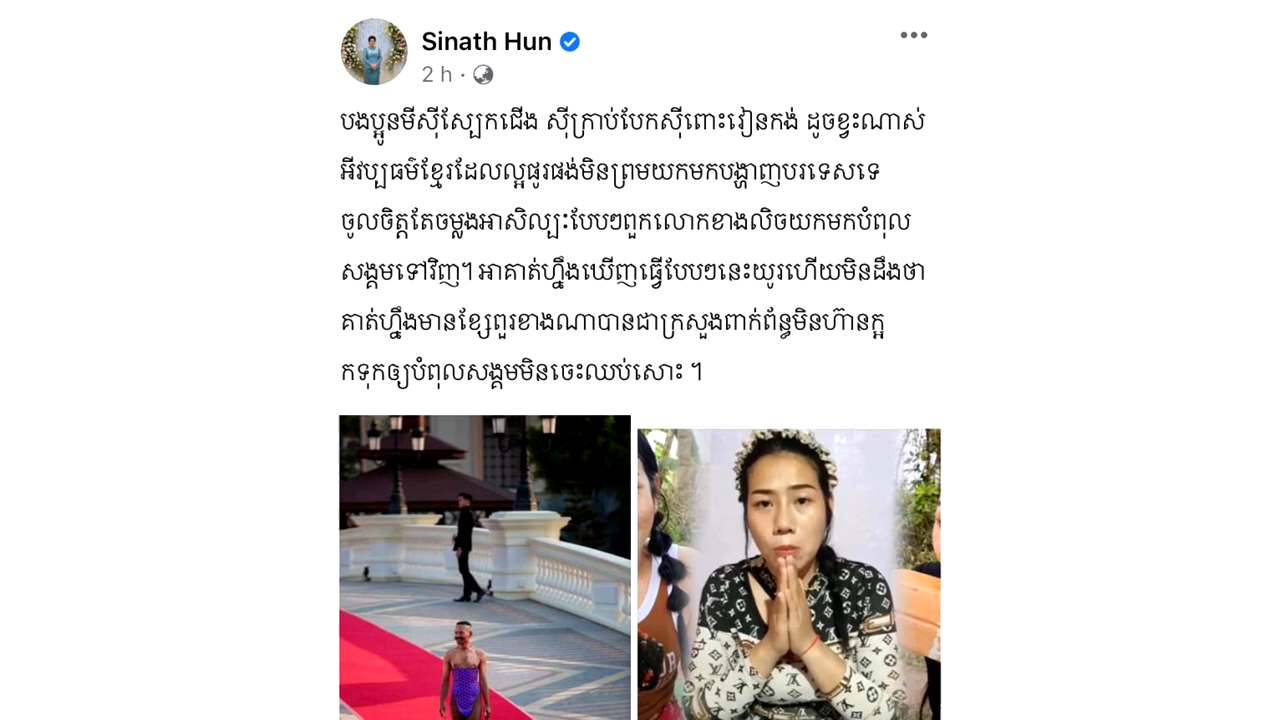 Sinath Hun
2 h ·
បងប្អូនមីស៊ីស្បែកជើង ស៊ីក្រាប់បែកស៊ីពោះវៀនកង់ ដូចខ្វះណាស់
អីវប្បធម៌ខ្មែរដែលល្អផូរផង់មិនព្រមយកមកបង្ហាញបរទេសទេ
ចូលចិត្តតែចម្លងអាសិល្បៈបែបៗពួកលោកខាងលិចយកមកបំពុល
សង្គមទៅវិញ។ អាគាត់ហ្នឹងឃើញធ្វើបែបៗនេះយូរហើយមិនដឹងថា
គាត់ហ្នឹងមានខ្សែពួរខាងណាបានជាក្រសួងពាក់ព័ន្ធមិនហ៊ានក្អ
កទុកឲ្យបំពុលសង្គមមិនចេះឈប់សោះ ។